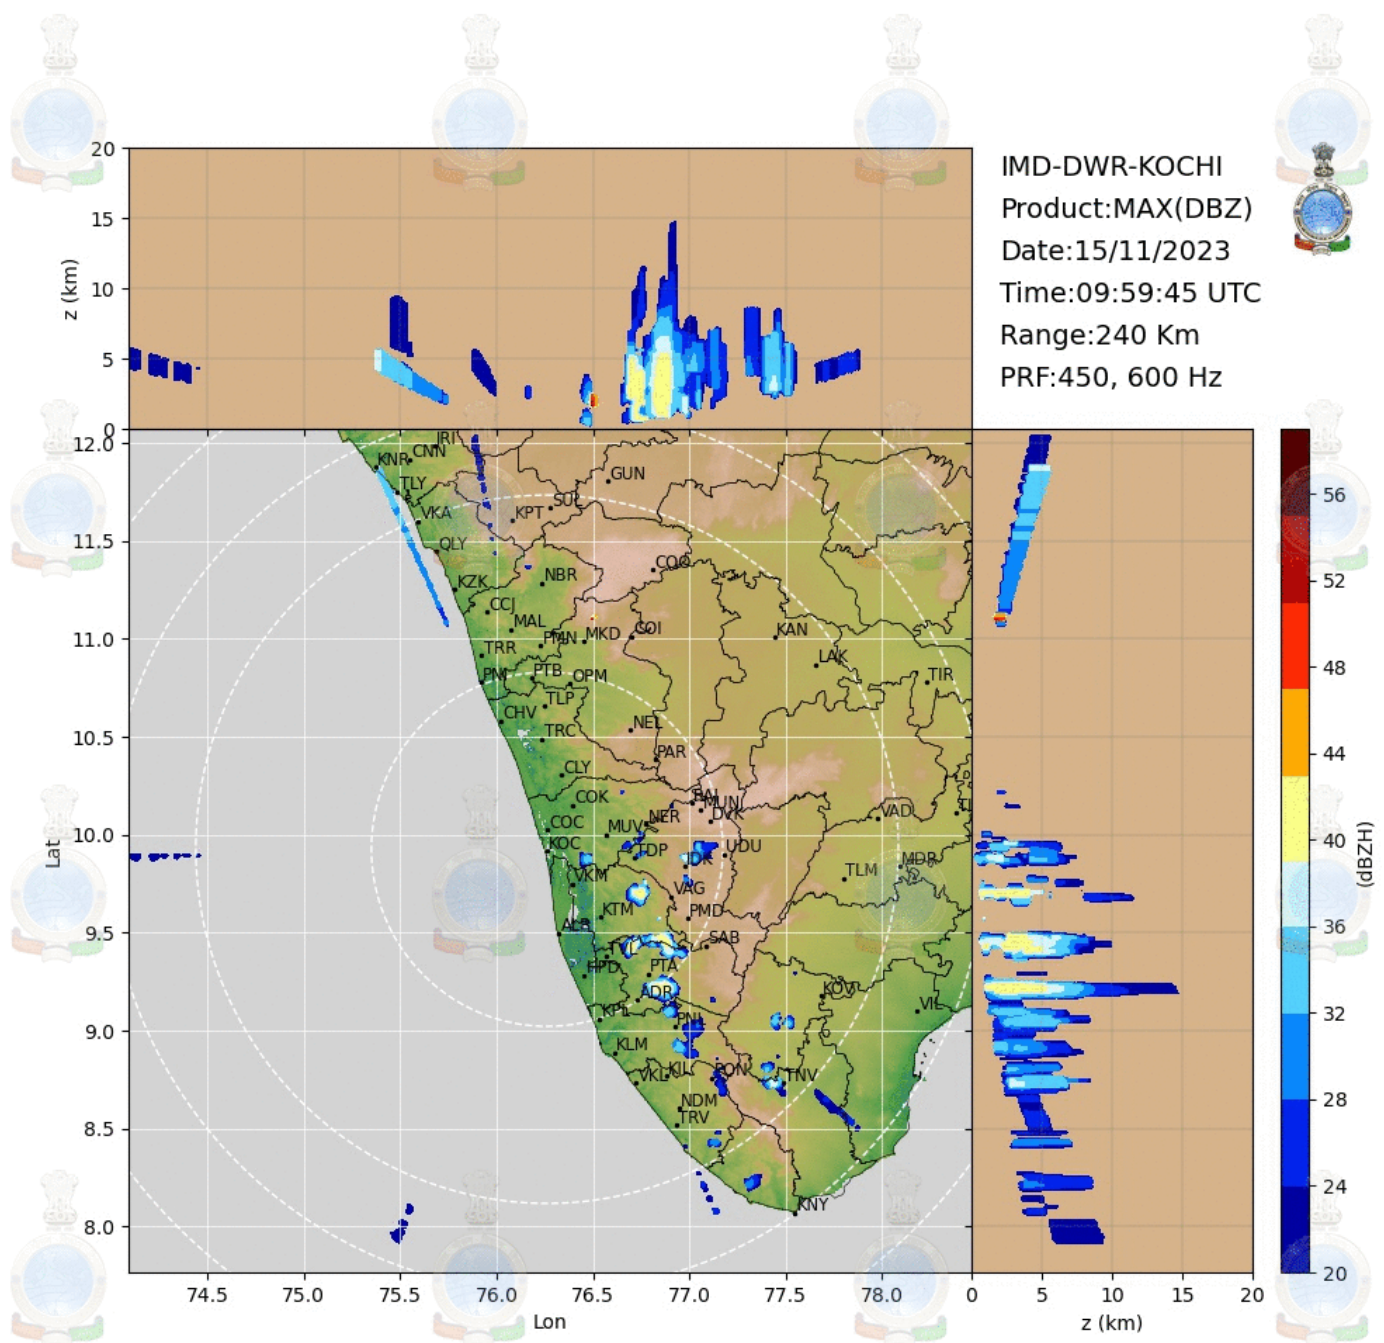 IMD-DWR-KOCHI
Product:MAX(DBZ)
Date:15/11/2023
Time:09:59:45 UTC
Range:240 Km
PRF:450, 600 Hz
20
15
10
5
0
z (km)
12.0
11.5
11.0
10.5
10.0
9.5
9.0
8.5
8.0
Lat
IRI
CNN
KNR
GUN
TLY
SUL
VKA
KPT
QLY
COO
NBR
KZK
CCJ
MAL
PMN
MKD
COI
KAN
TRR
LAK
PNI
PTB
OPM
TIR
TLP
CHV
NEL
TRC
PAR
CLY
COK
MUN
VAD
COC
NER
DVK
MUV
KOC
TDP
UDU
IDK
MDR
TLM
VKM
VAG
KTM
PMD
ALP
SAB
TVL
HPD
PTA
ADR
KOV
KPL
VIL
PNL
KLM
VKL
KIL
PON
TNV
NDM
TRV
KNY
74.5 75.0 75.5 76.0 76.5 77.0 77.5 78.0
Lon
0 5 10 15 20
z (km)
56
52
48
44
40
36
32
28
24
20
(dBZH)